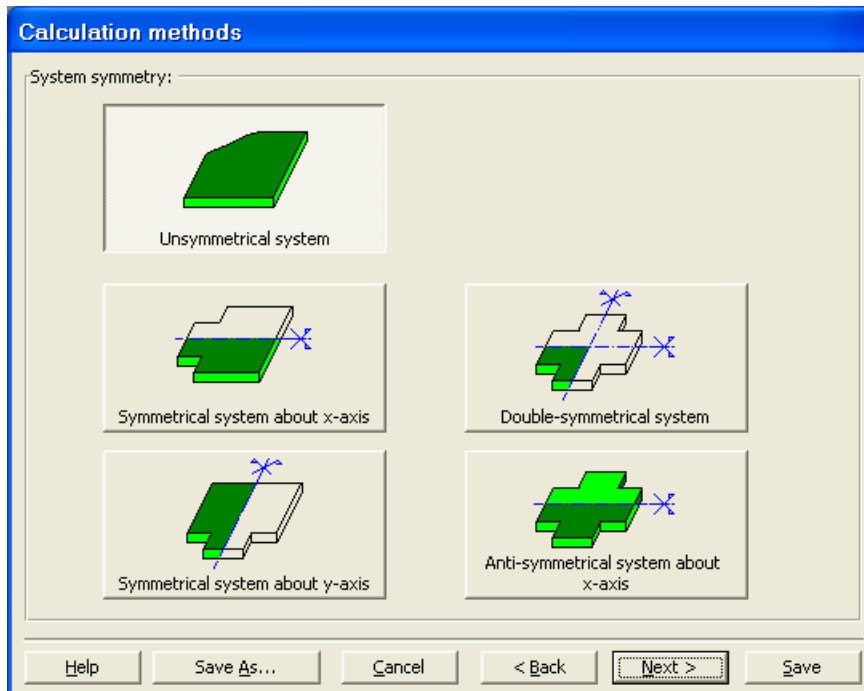 Calculation methods
System symmetry:
Unsymmetrical system
Symmetrical system about x-axis
Double-symmetrical system
Symmetrical system about y-axis
Anti-symmetrical system about
x-axis
Help
Save As...
Cancel
< Back
Next >
Save